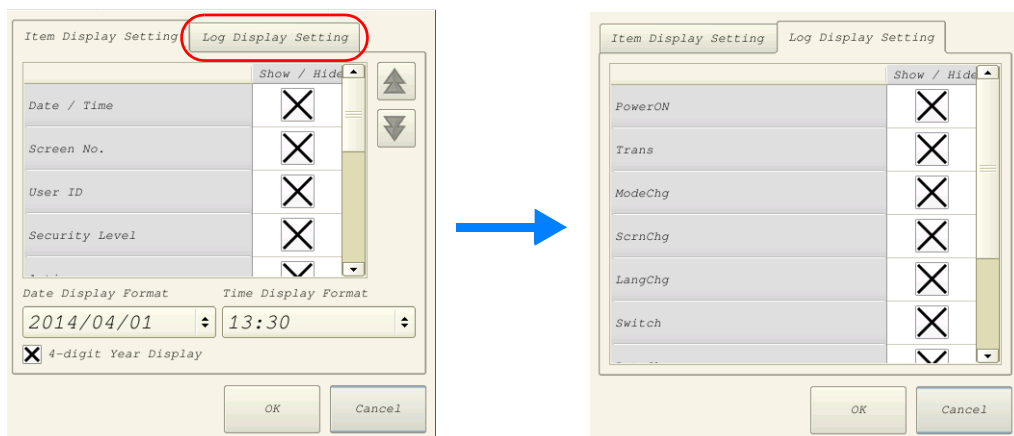 Item Display Setting
Log Display Setting
Show / Hide
Date / Time
Screen No.
User ID
Security Level
Date Display Format
Time Display Format
2014/04/01
13:30
4-digit Year Display
OK
Cancel
Item Display Setting
Log Display Setting
Show / Hide
PowerON
Trans
ModeChg
ScrnChg
LangChg
Switch
OK
Cancel